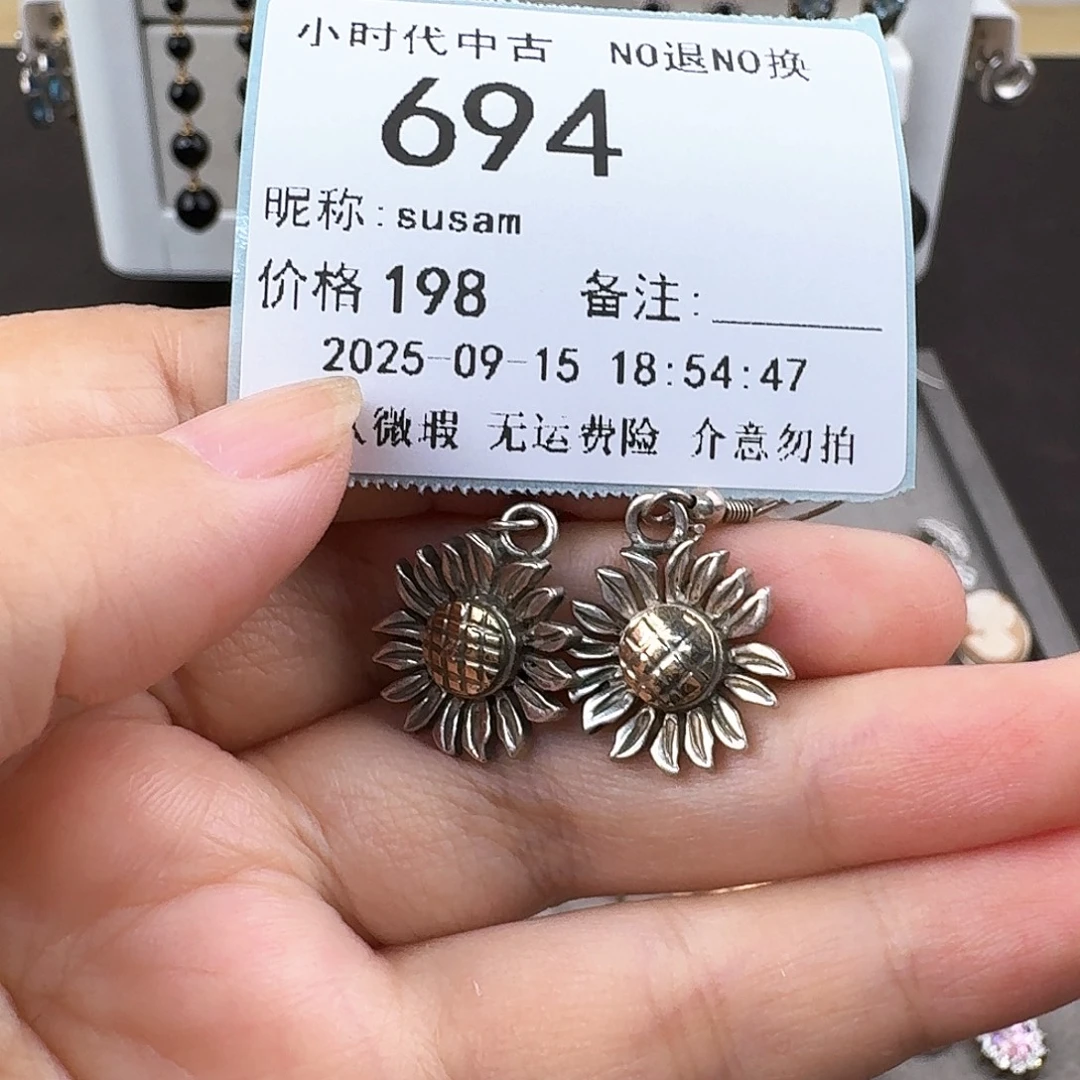 小时代中古 NO退NO换
694
昵称:susam
价格 198 备注:
2025-09-15 18:54:47
微瑕 无运费险 介意勿拍